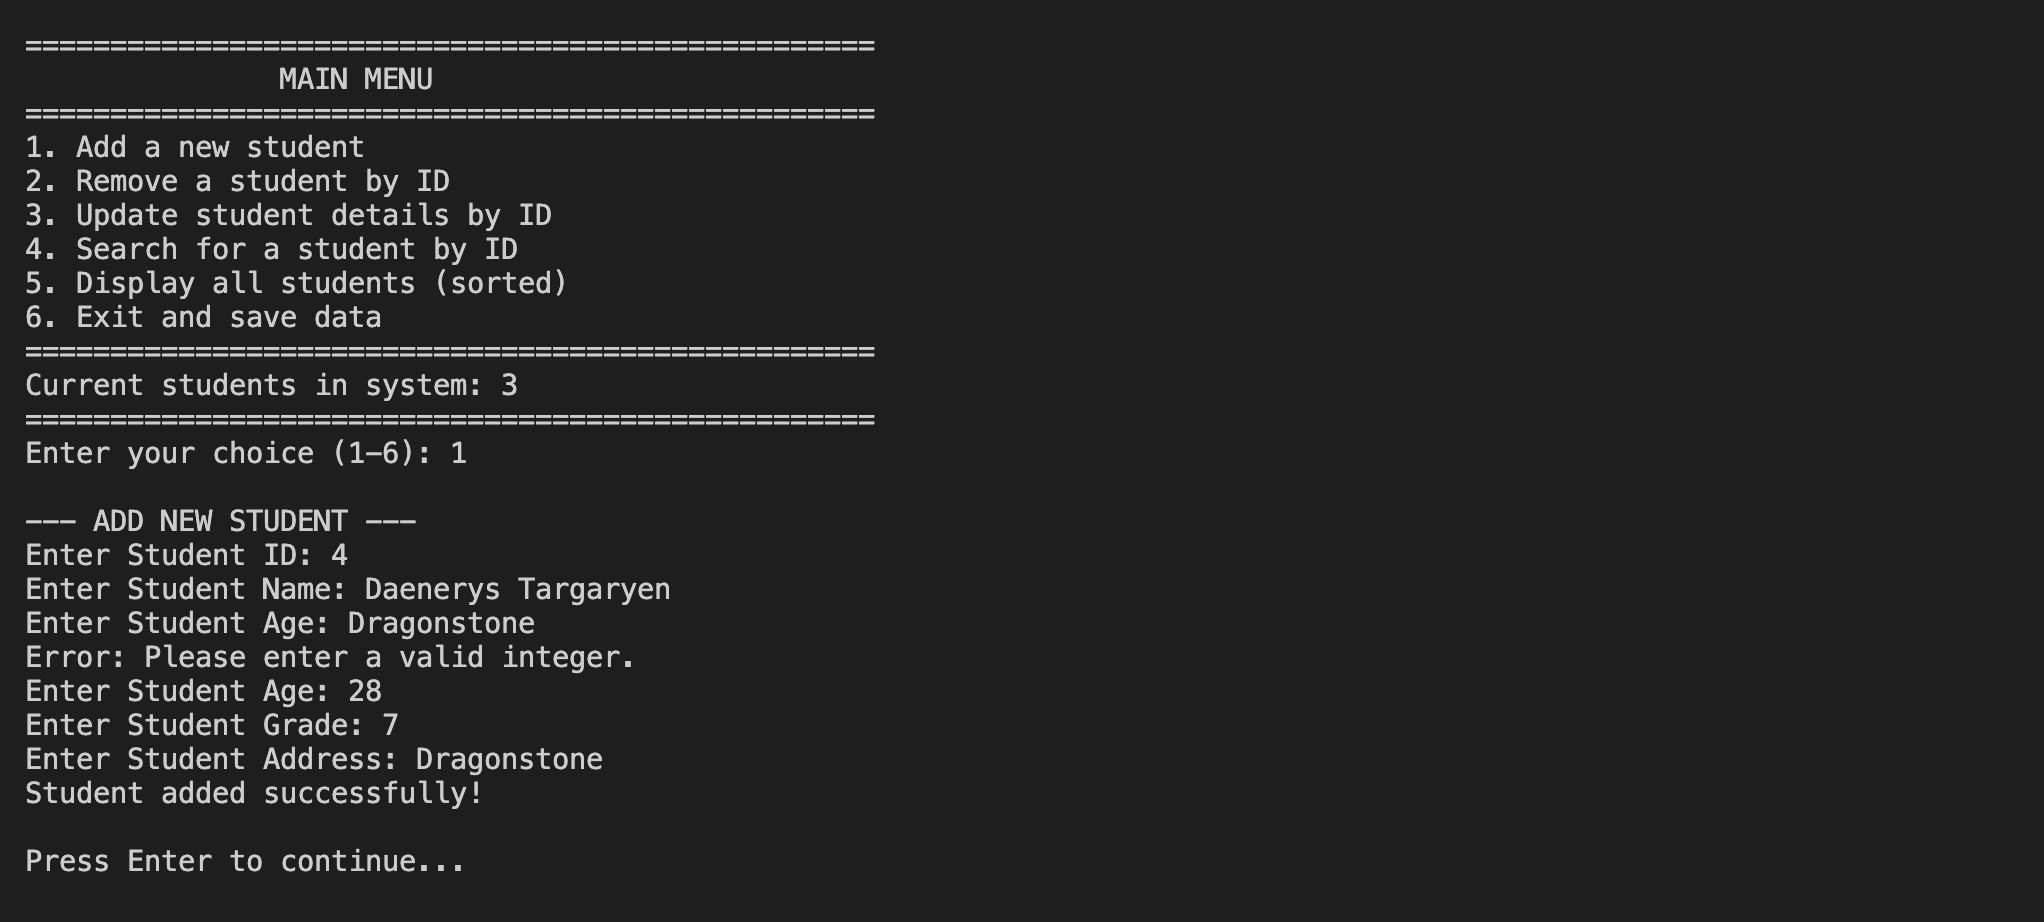 ==================================================
MAIN MENU
==================================================
1. Add a new student
2. Remove a student by ID
3. Update student details by ID
4. Search for a student by ID
5. Display all students (sorted)
6. Exit and save data
==================================================
Current students in system: 3
==================================================
Enter your choice (1-6): 1

--- ADD NEW STUDENT ---
Enter Student ID: 4
Enter Student Name: Daenerys Targaryen
Enter Student Age: Dragonstone
Error: Please enter a valid integer.
Enter Student Age: 28
Enter Student Grade: 7
Enter Student Address: Dragonstone
Student added successfully!

Press Enter to continue...